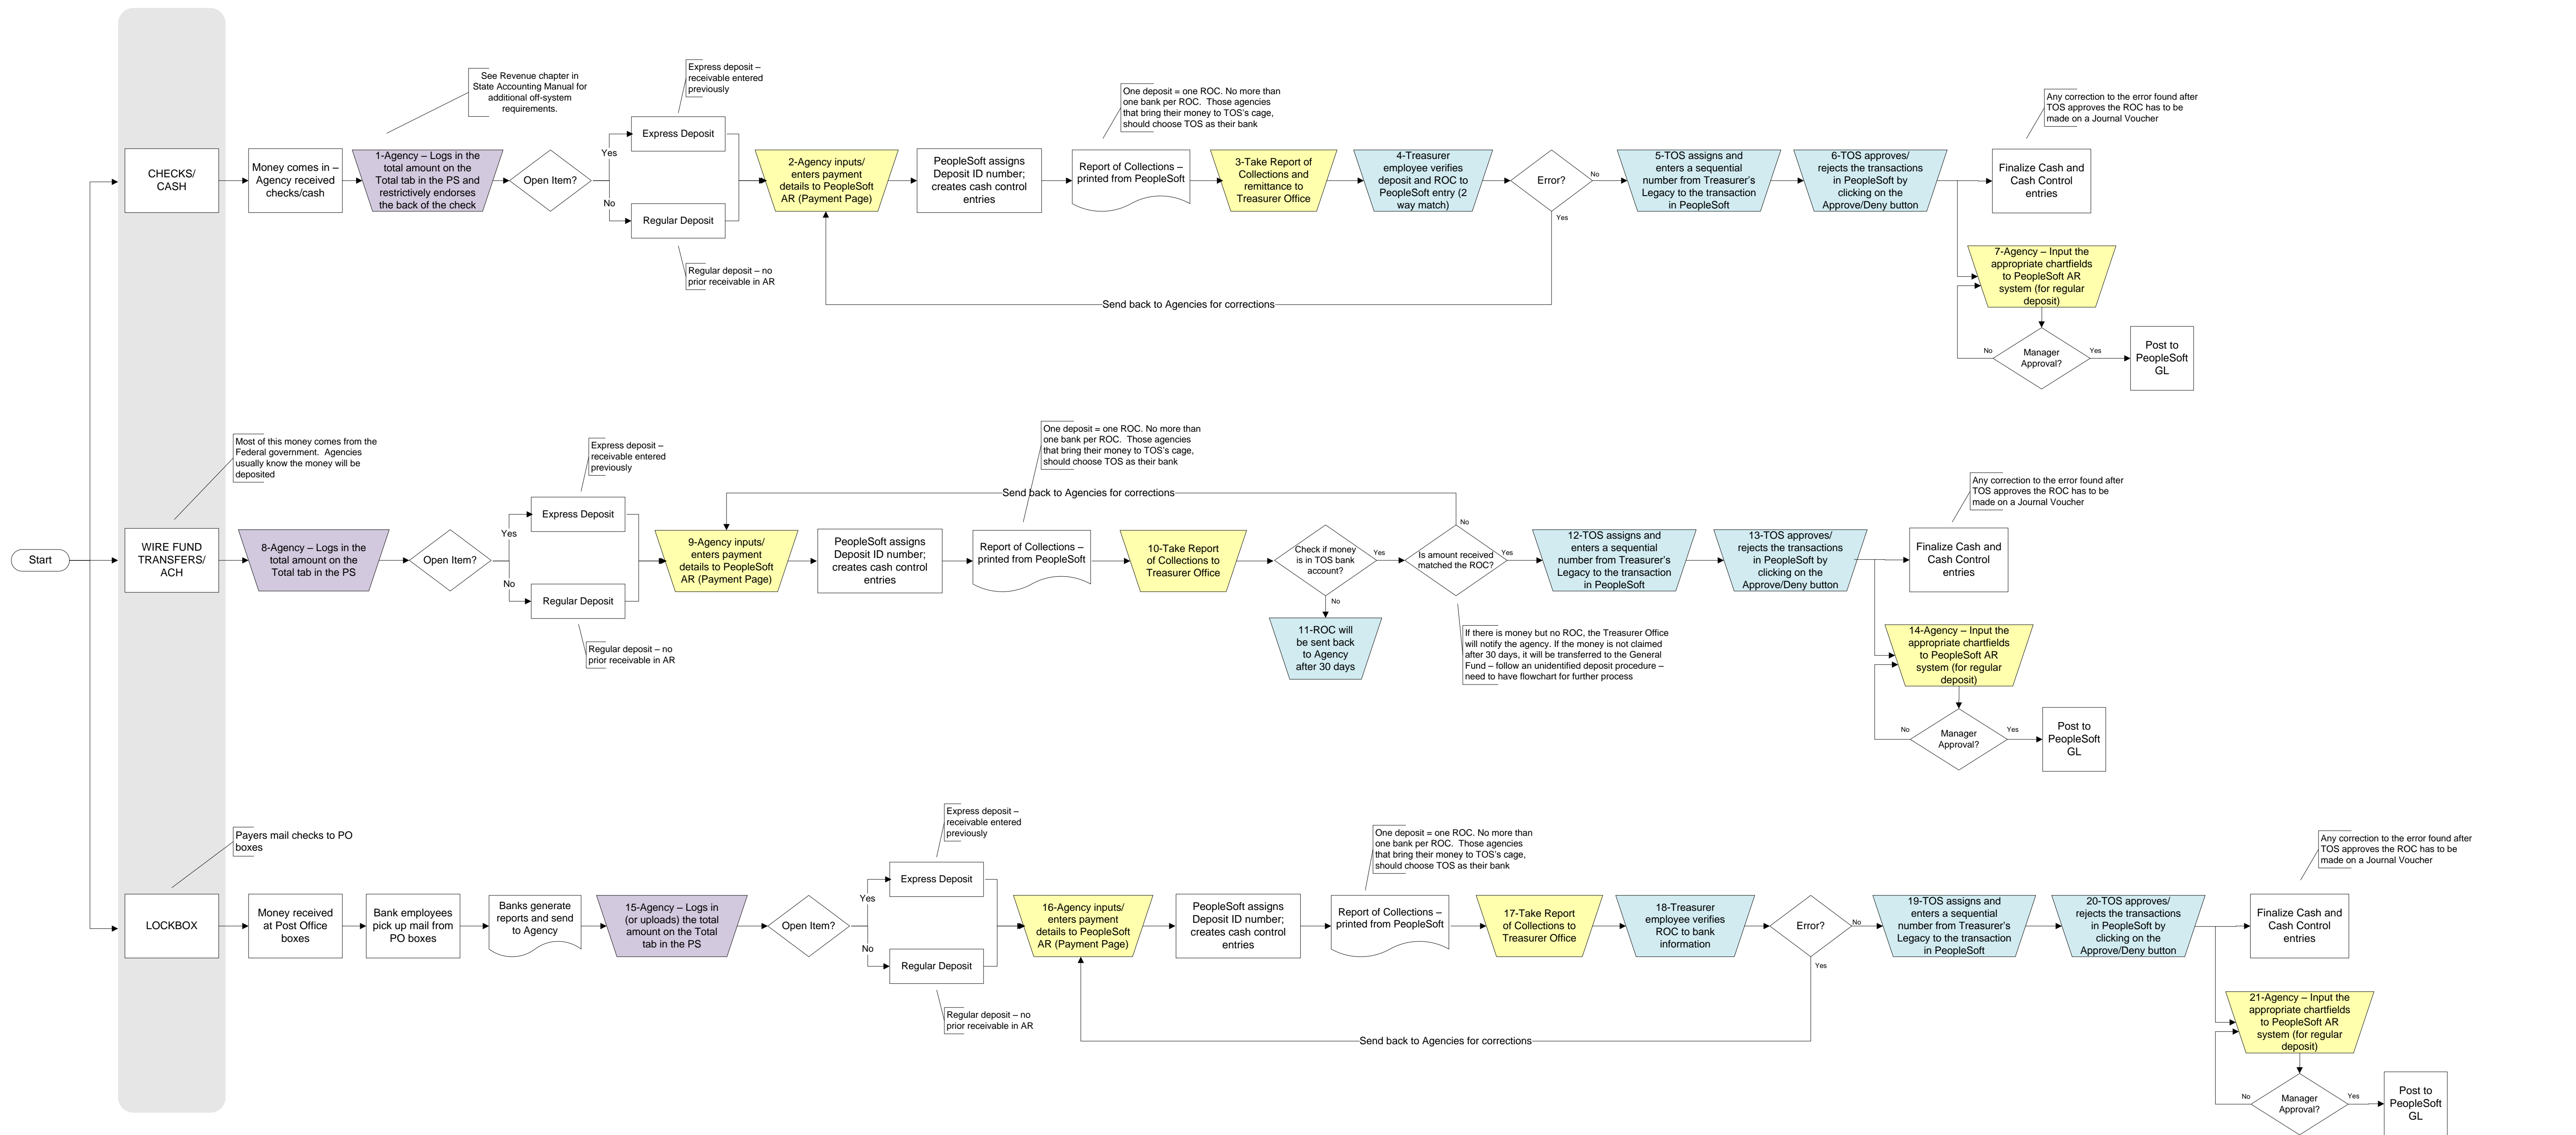 See Revenue chapter in
State Accounting Manual for
additional off-system
requirements.
Express deposit –
receivable entered
previously
One deposit = one ROC. No more than
one bank per ROC.  Those agencies
that bring their money to TOS's cage,
should choose TOS as their bank
Any correction to the error found after
TOS approves the ROC has to be
made on a Journal Voucher
CHECKS/
CASH
Money comes in –
Agency received
checks/cash
1-Agency – Logs in the
total amount on the
Total tab in the PS and
restrictively endorses
the back of the check
Open Item?
Yes
No
Express Deposit
Regular Deposit
Regular deposit – no
prior receivable in AR
2-Agency inputs/
enters payment
details to PeopleSoft
AR (Payment Page)
PeopleSoft assigns
Deposit ID number;
creates cash control
entries
Report of Collections –
printed from PeopleSoft
3-Take Report of
Collections and
remittance to
Treasurer Office
4-Treasurer
employee verifies
deposit and ROC to
PeopleSoft entry (2
way match)
Error?
No
Yes
Send back to Agencies for corrections
5-TOS assigns and
enters a sequential
number from Treasurer's
Legacy to the transaction
in PeopleSoft
6-TOS approves/
rejects the transactions
in PeopleSoft by
clicking on the
Approve/Deny button
Finalize Cash and
Cash Control
entries
7-Agency – Input the
appropriate chartfields
to PeopleSoft AR
system (for regular
deposit)
No
Manager
Approval?
Yes
Post to
PeopleSoft
GL
Start
Most of this money comes from the
Federal government.  Agencies
usually know the money will be
deposited
WIRE FUND
TRANSFERS/
ACH
8-Agency – Logs in the
total amount on the
Total tab in the PS
Open Item?
Yes
No
Express deposit –
receivable entered
previously
Express Deposit
Regular Deposit
Regular deposit – no
prior receivable in AR
9-Agency inputs/
enters payment
details to PeopleSoft
AR (Payment Page)
PeopleSoft assigns
Deposit ID number;
creates cash control
entries
One deposit = one ROC. No more than
one bank per ROC.  Those agencies
that bring their money to TOS's cage,
should choose TOS as their bank
Send back to Agencies for corrections
Report of Collections –
printed from PeopleSoft
10-Take Report
of Collections to
Treasurer Office
Check if money
is in TOS bank
account?
Yes
No
11-ROC will
be sent back
to Agency
after 30 days
No
Is amount received
matched the ROC?
Yes
If there is money but no ROC, the Treasurer Office
will notify the agency. If the money is not claimed
after 30 days, it will be transferred to the General
Fund – follow an unidentified deposit procedure –
need to have flowchart for further process
12-TOS assigns and
enters a sequential
number from Treasurer's
Legacy to the transaction
in PeopleSoft
13-TOS approves/
rejects the transactions
in PeopleSoft by
clicking on the
Approve/Deny button
Any correction to the error found after
TOS approves the ROC has to be
made on a Journal Voucher
Finalize Cash and
Cash Control
entries
14-Agency – Input the
appropriate chartfields
to PeopleSoft AR
system (for regular
deposit)
No
Manager
Approval?
Yes
Post to
PeopleSoft
GL
Payers mail checks to PO
boxes
LOCKBOX
Money received
at Post Office
boxes
Bank employees
pick up mail from
PO boxes
Banks generate
reports and send
to Agency
15-Agency – Logs in
(or uploads) the total
amount on the Total
tab in the PS
Open Item?
Yes
No
Express deposit –
receivable entered
previously
Express Deposit
Regular Deposit
Regular deposit – no
prior receivable in AR
16-Agency inputs/
enters payment
details to PeopleSoft
AR (Payment Page)
PeopleSoft assigns
Deposit ID number;
creates cash control
entries
One deposit = one ROC. No more than
one bank per ROC.  Those agencies
that bring their money to TOS's cage,
should choose TOS as their bank
Report of Collections –
printed from PeopleSoft
17-Take Report
of Collections to
Treasurer Office
18-Treasurer
employee verifies
ROC to bank
information
Error?
No
Yes
Send back to Agencies for corrections
19-TOS assigns and
enters a sequential
number from Treasurer's
Legacy to the transaction
in PeopleSoft
20-TOS approves/
rejects the transactions
in PeopleSoft by
clicking on the
Approve/Deny button
Any correction to the error found after
TOS approves the ROC has to be
made on a Journal Voucher
Finalize Cash and
Cash Control
entries
21-Agency – Input the
appropriate chartfields
to PeopleSoft AR
system (for regular
deposit)
No
Manager
Approval?
Yes
Post to
PeopleSoft
GL